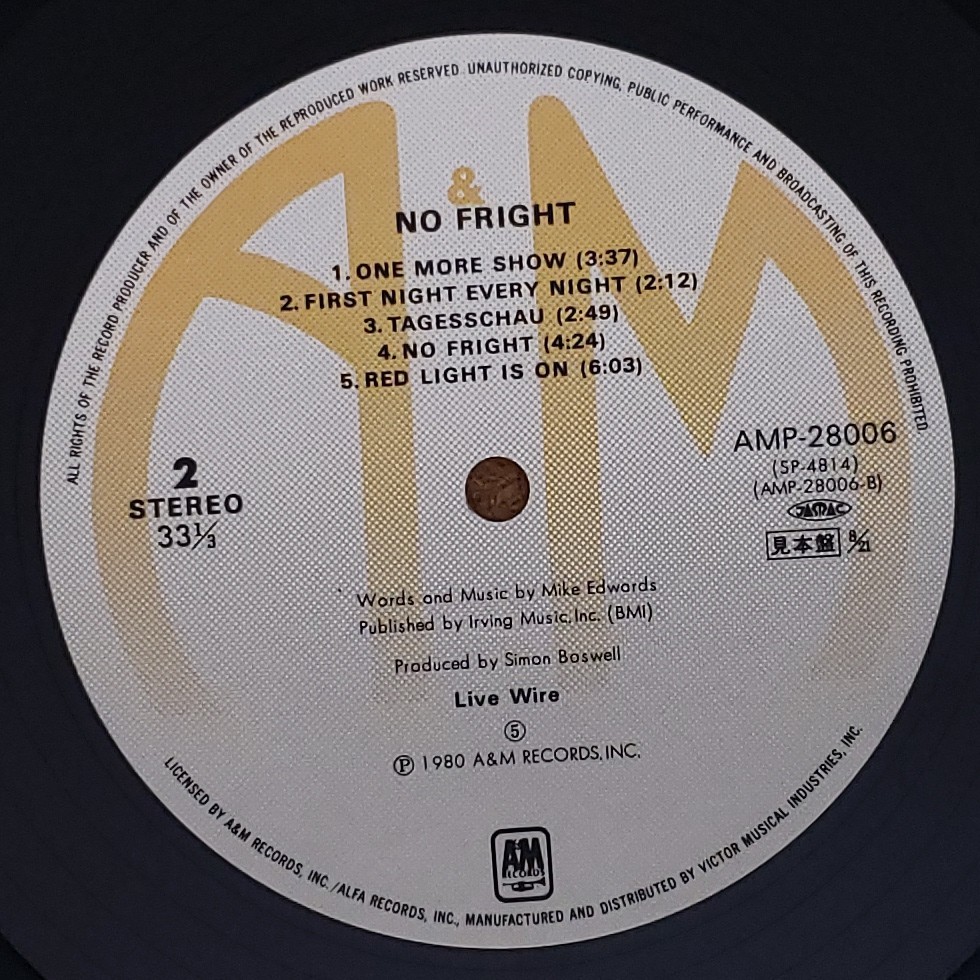 ALL RIGHTS OF THE RECORD PRODUCER AND OF THE OWNER OF THE REPRODUCED WORK RESERVED. UNAUTHORIZED COPYING, PUBLIC PERFORMANCE AND BROADCASTING OF THIS RECORDING PROHIBITED.
A & M
NO FRIGHT
1. ONE MORE SHOW (3:37)
2. FIRST NIGHT EVERY NIGHT (2:12)
3. TAGESSCHAU (2:49)
4. NO FRIGHT (4:24)
5. RED LIGHT IS ON (6:03)
2
STEREO
33⅓
AMP-28006
(SP-4814)
(AMP-28006-B)
JASRAC
見本盤 8/21
Words and Music by Mike Edwards
Published by Irving Music, Inc. (BMI)
Produced by Simon Boswell
Live Wire
⑤
Ⓟ 1980 A&M RECORDS, INC.
AM
RECORDS
LICENSED BY A&M RECORDS, INC./ALFA RECORDS, INC., MANUFACTURED AND DISTRIBUTED BY VICTOR MUSICAL INDUSTRIES, INC.